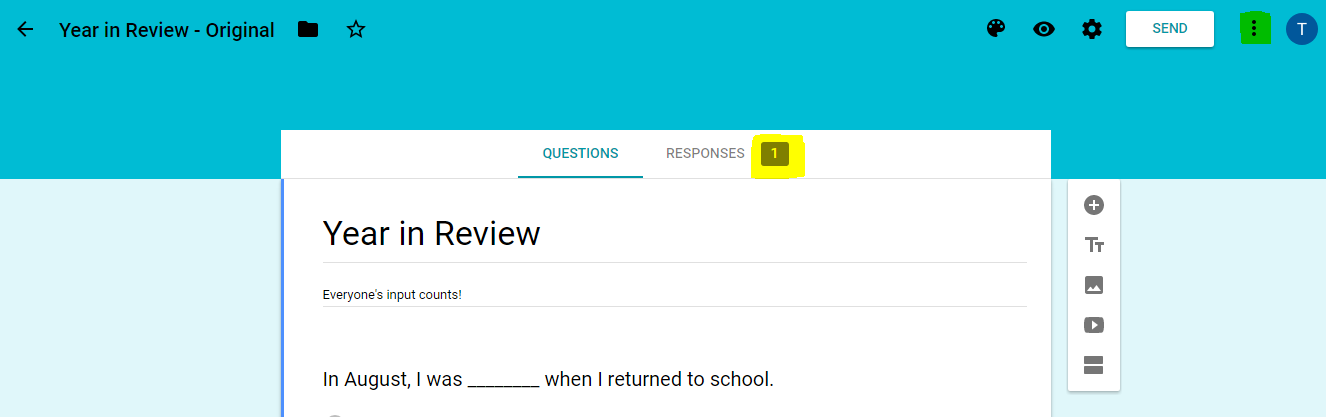 Year in Review - Original
SEND
T
QUESTIONS
RESPONSES 1
Year in Review
Everyone's input counts!
In August, I was ________ when I returned to school.